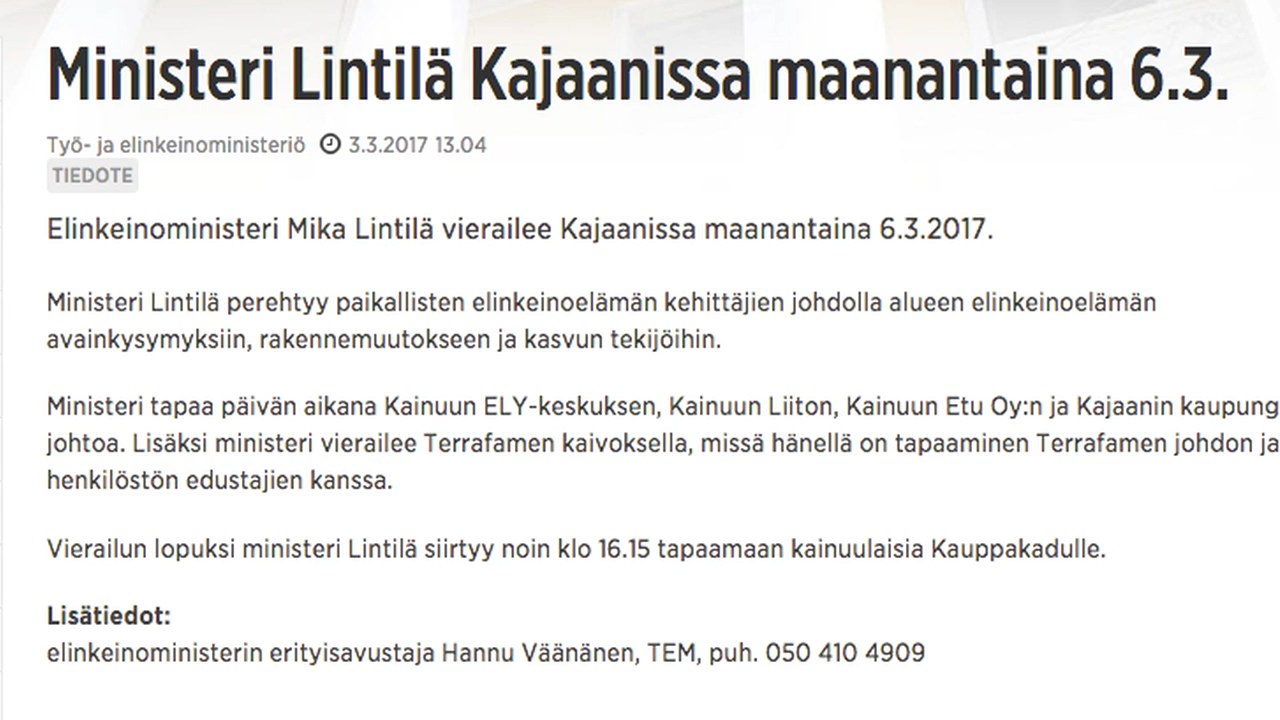 Ministeri Lintilä Kajaanissa maanantaina 6.3.
Työ- ja elinkeinoministeriö 3.3.2017 13.04
TIEDOTE
Elinkeinoministeri Mika Lintilä vierailee Kajaanissa maanantaina 6.3.2017.
Ministeri Lintilä perehtyy paikallisten elinkeinoelämän kehittäjien johdolla alueen elinkeinoelämän
avainkysymyksiin, rakennemuutokseen ja kasvun tekijöihin.
Ministeri tapaa päivän aikana Kainuun ELY-keskuksen, Kainuun Liiton, Kainuun Etu Oy:n ja Kajaanin kaupung
johtoa. Lisäksi ministeri vierailee Terrafamen kaivoksella, missä hänellä on tapaaminen Terrafamen johdon ja
henkilöstön edustajien kanssa.
Vierailun lopuksi ministeri Lintilä siirtyy noin klo 16.15 tapaamaan kainuulaisia Kauppakadulle.
Lisätiedot:
elinkeinoministerin erityisavustaja Hannu Väänänen, TEM, puh. 050 410 4909